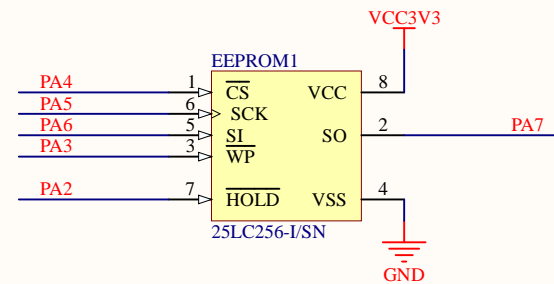 VCC3V3
EEPROM1
PA4 1 CS VCC 8
PA5 6 SCK
PA6 5 SI SO 2 PA7
PA3 3 WP
PA2 7 HOLD VSS 4
25LC256-I/SN
GND